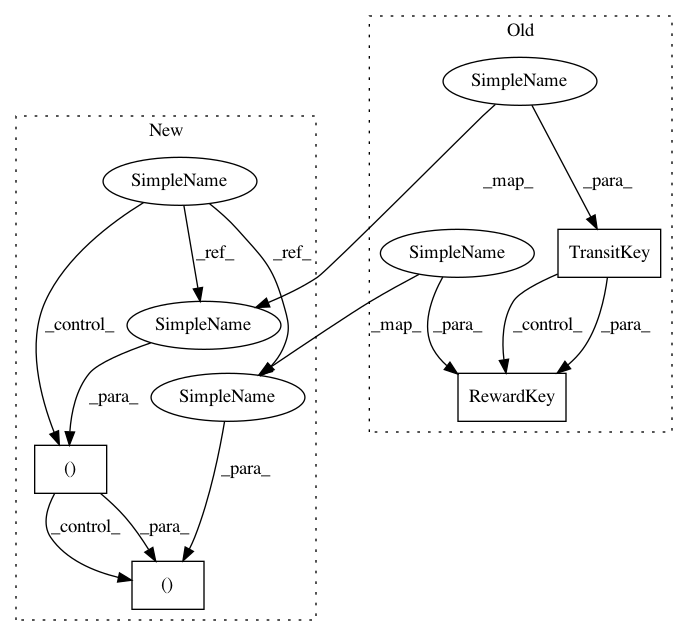 Old
SimpleName
New
SimpleName
_map_
_para_
_ref_
_ref_
SimpleName
TransitKey
_control_
SimpleName
_map_
_para_
_control_
_para_
_para_
SimpleName
RewardKey
()
_para_
_control_
_para_
()